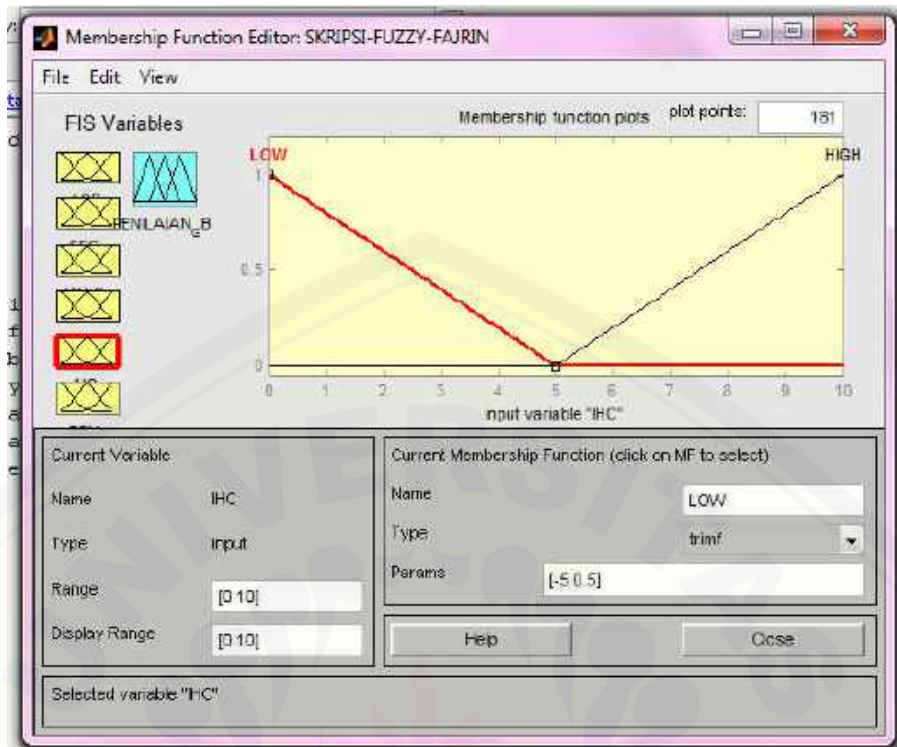 Membership Function Editor: SKRIPSI-FUZZY-FAJRIN
File Edit View
FIS Variables
Membership function plots plot points: 181
PENILAIAN_G B
LOW
HIGH
1
0.5
0
0 1 2 3 4 5 6 7 8 9 10
input variable "IHC"
Current Variable
Name IHC
Type input
Range [0 10]
Display Range [0 10]
Current Membership Function (click on MF to select)
Name LOW
Type trimf
Params [-5 0 5]
Help Close
Selected variable "IHC"
UNIVERSITAS